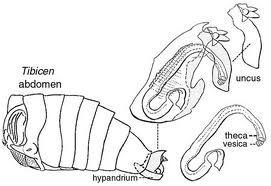 Tibicen
abdomen
uncus
theca
vesica
hypandrium